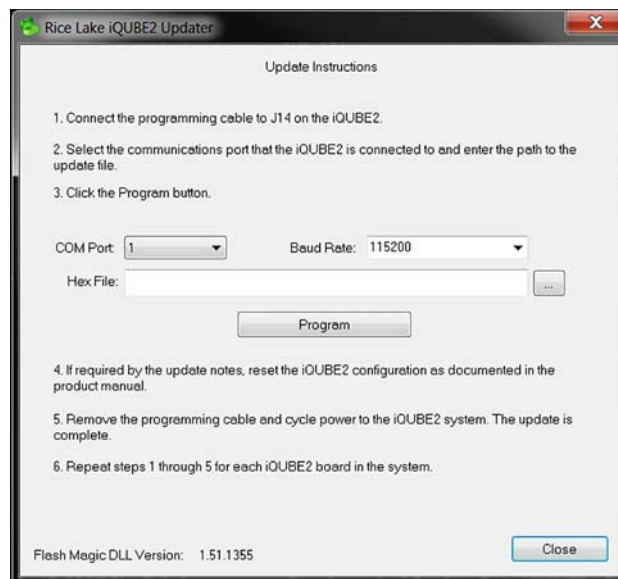 Rice Lake iQUBE2 Updater
Update Instructions
1. Connect the programming cable to J14 on the iQUBE2.
2. Select the communications port that the iQUBE2 is connected to and enter the path to the
update file.
3. Click the Program button.
COM Port: 1 Baud Rate: 115200
Hex File: ...
Program
4. If required by the update notes, reset the iQUBE2 configuration as documented in the
product manual.
5. Remove the programming cable and cycle power to the iQUBE2 system. The update is
complete.
6. Repeat steps 1 through 5 for each iQUBE2 board in the system.
Flash Magic DLL Version: 1.51.1355
Close